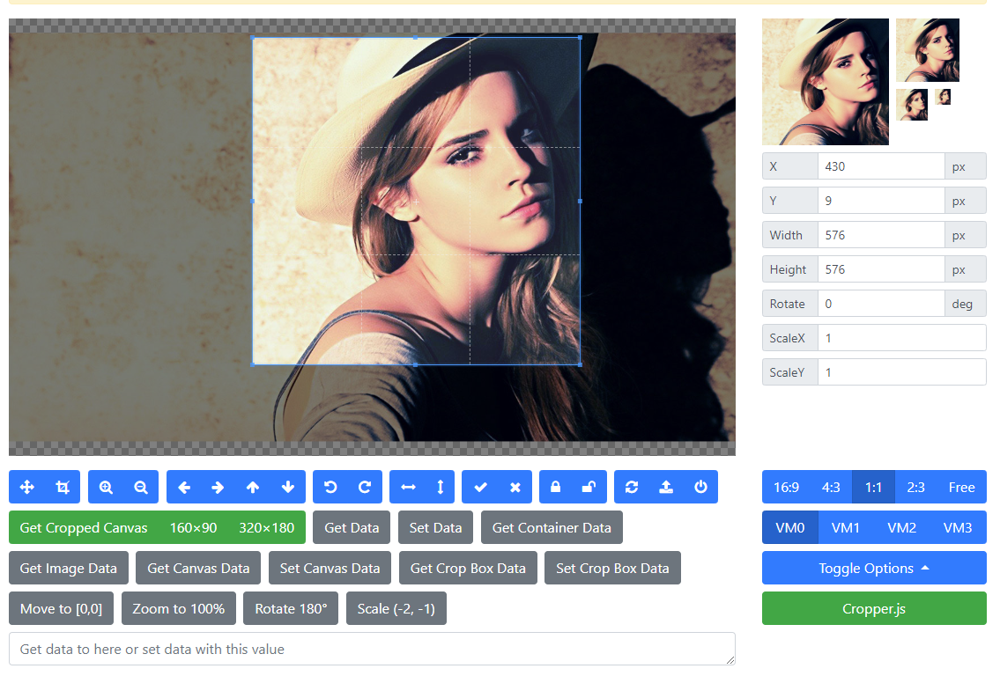 X 430 px
Y 9 px
Width 576 px
Height 576 px
Rotate 0 deg
ScaleX 1
ScaleY 1
16:9 4:3 1:1 2:3 Free
Get Cropped Canvas 160×90 320×180 Get Data Set Data Get Container Data
VM0 VM1 VM2 VM3
Get Image Data Get Canvas Data Set Canvas Data Get Crop Box Data Set Crop Box Data
Toggle Options
Move to [0,0] Zoom to 100% Rotate 180° Scale (-2, -1)
Cropper.js
Get data to here or set data with this value